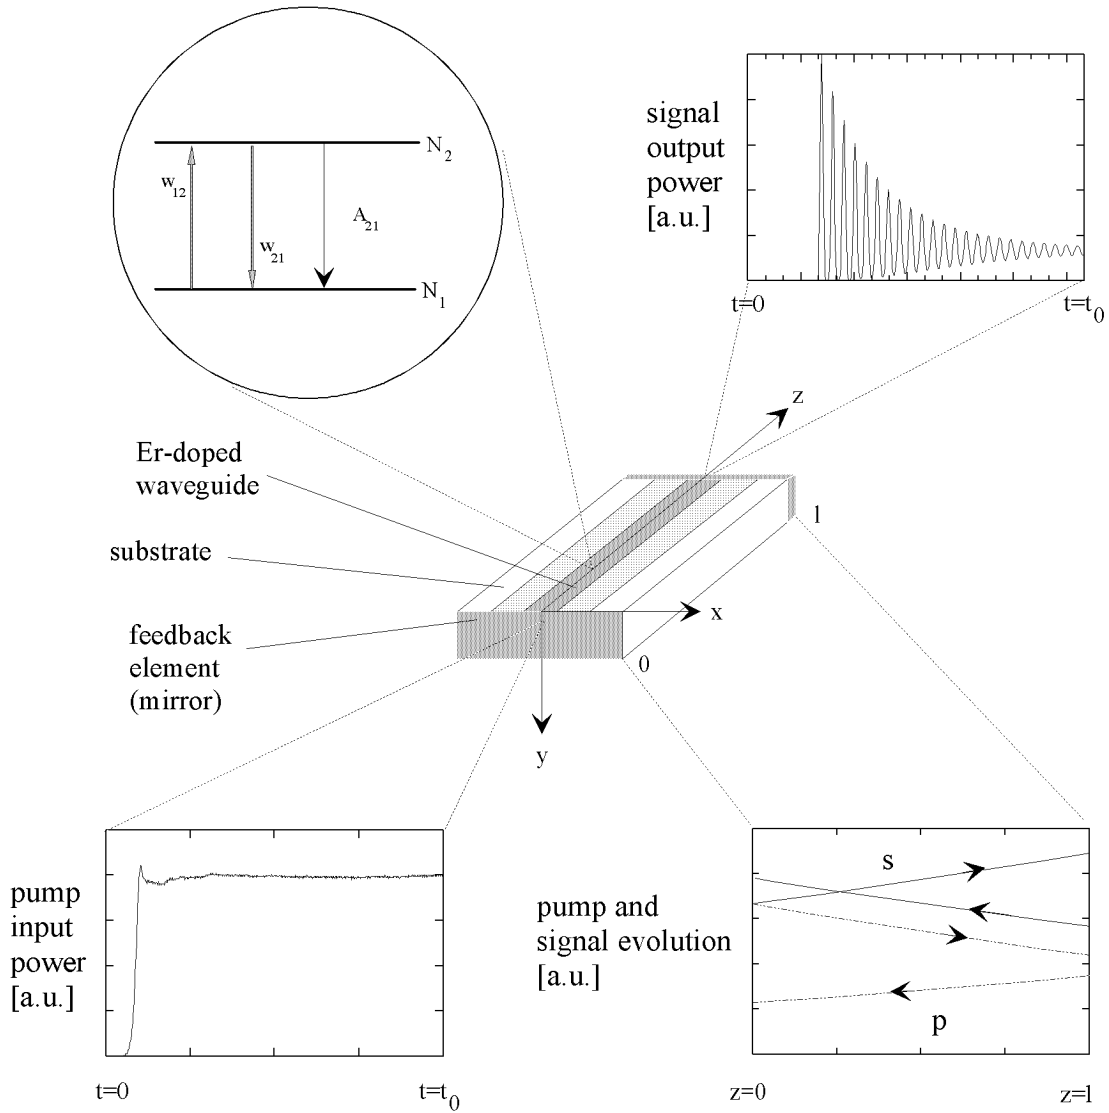 N₂
w₁₂
A₂₁
w₂₁
N₁
signal
output
power
[a.u.]
t=0
t=t₀
z
Er-doped
waveguide
l
substrate
x
feedback
element
(mirror)
0
y
pump
input
power
[a.u.]
t=0
t=t₀
pump and
signal evolution
[a.u.]
s
p
z=0
z=l